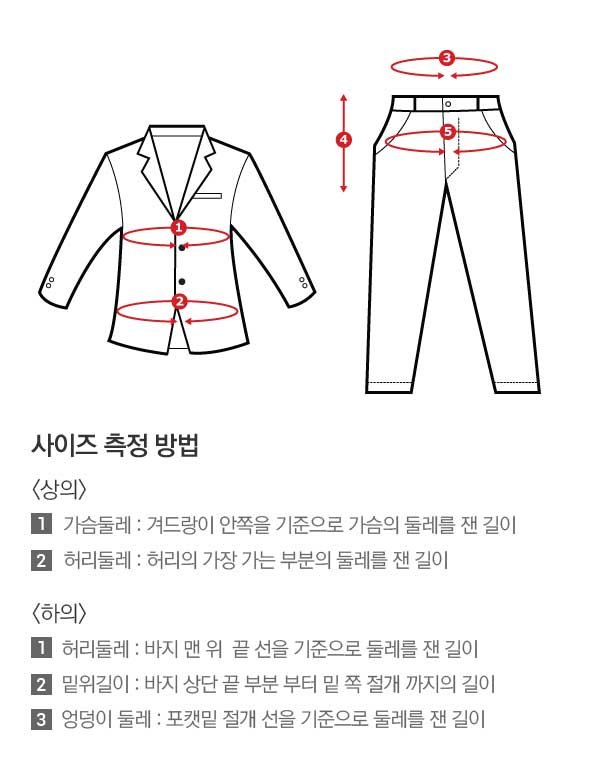 3
4
5
1
2
사이즈 측정 방법
〈상의〉
1 가슴둘레 : 겨드랑이 안쪽을 기준으로 가슴의 둘레를 잰 길이
2 허리둘레 : 허리의 가장 가는 부분의 둘레를 잰 길이
〈하의〉
1 허리둘레 : 바지 맨 위 끝 선을 기준으로 둘레를 잰 길이
2 밑위길이 : 바지 상단 끝 부분 부터 밑 쪽 절개 까지의 길이
3 엉덩이 둘레 : 포캣밑 절개 선을 기준으로 둘레를 잰 길이